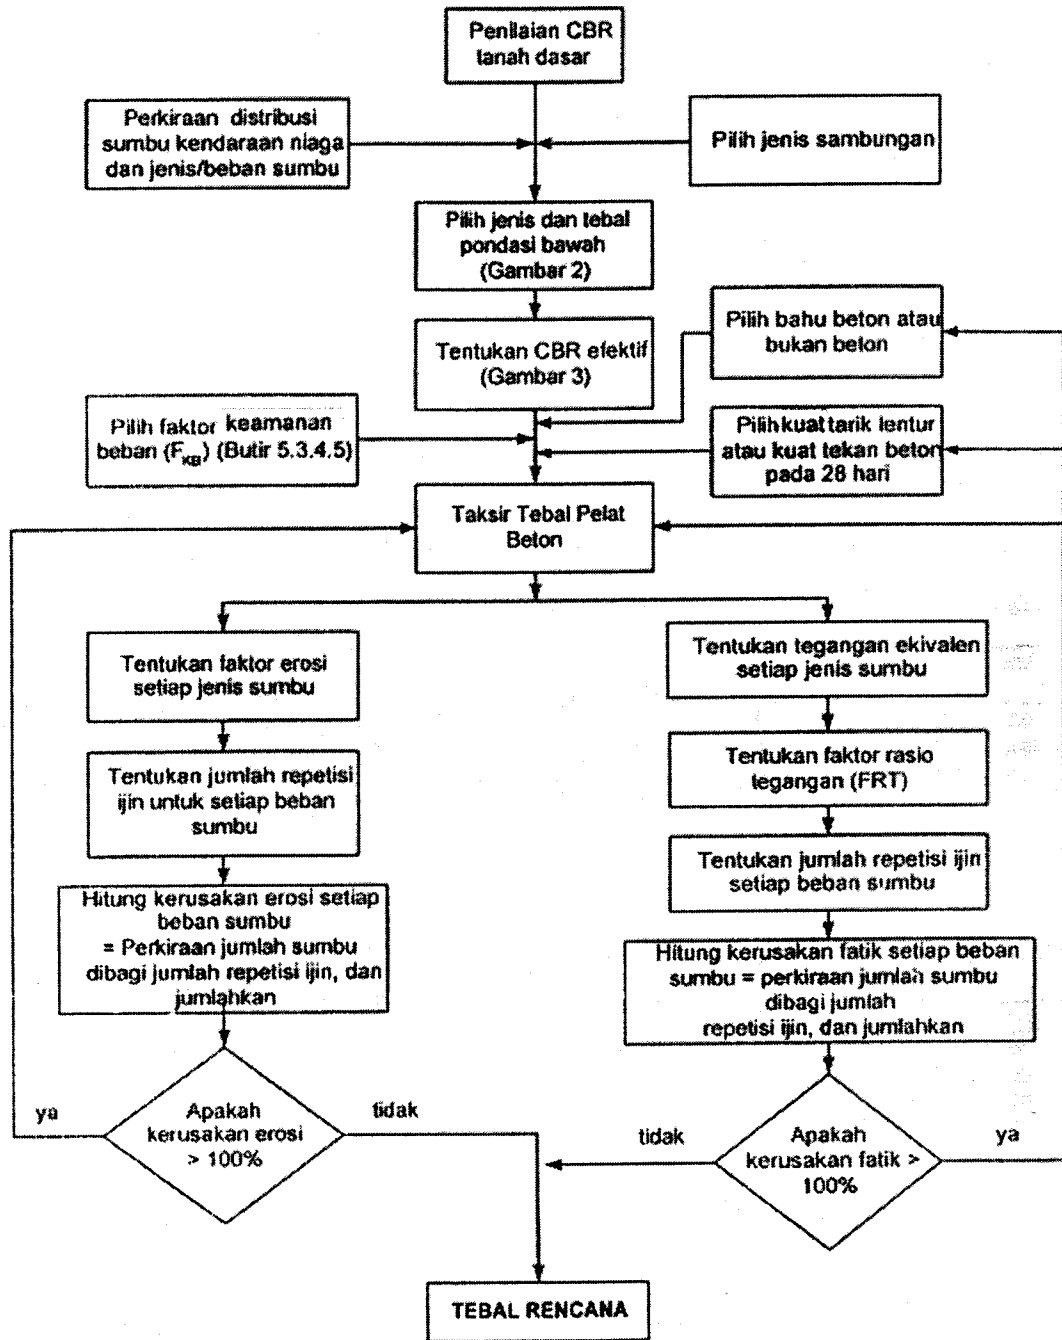 Penilaian CBR
tanah dasar
Perkiraan distribusi
sumbu kendaraan niaga
dan jenis/beban sumbu
Pilih jenis sambungan
Pilih jenis dan tebal
pondasi bawah
(Gambar 2)
Pilih bahu beton atau
bukan beton
Tentukan CBR efektif
(Gambar 3)
Pilih faktor keamanan
beban (FKB) (Butir 5.3.4.5)
Pilih kuat tarik lentur
atau kuat tekan beton
pada 28 hari
Taksir Tebal Pelat
Beton
Tentukan faktor erosi
setiap jenis sumbu
Tentukan tegangan ekivalen
setiap jenis sumbu
Tentukan jumlah repetisi
ijin untuk setiap beban
sumbu
Tentukan faktor rasio
tegangan (FRT)
Tentukan jumlah repetisi ijin
setiap beban sumbu
Hitung kerusakan erosi setiap
beban sumbu
= Perkiraan jumlah sumbu
dibagi jumlah repetisi ijin, dan
jumlahkan
Hitung kerusakan fatik setiap beban
sumbu = perkiraan jumlah sumbu
dibagi jumlah
repetisi ijin, dan jumlahkan
ya
Apakah
kerusakan erosi
> 100%
tidak
tidak
Apakah
kerusakan fatik >
100%
ya
TEBAL RENCANA